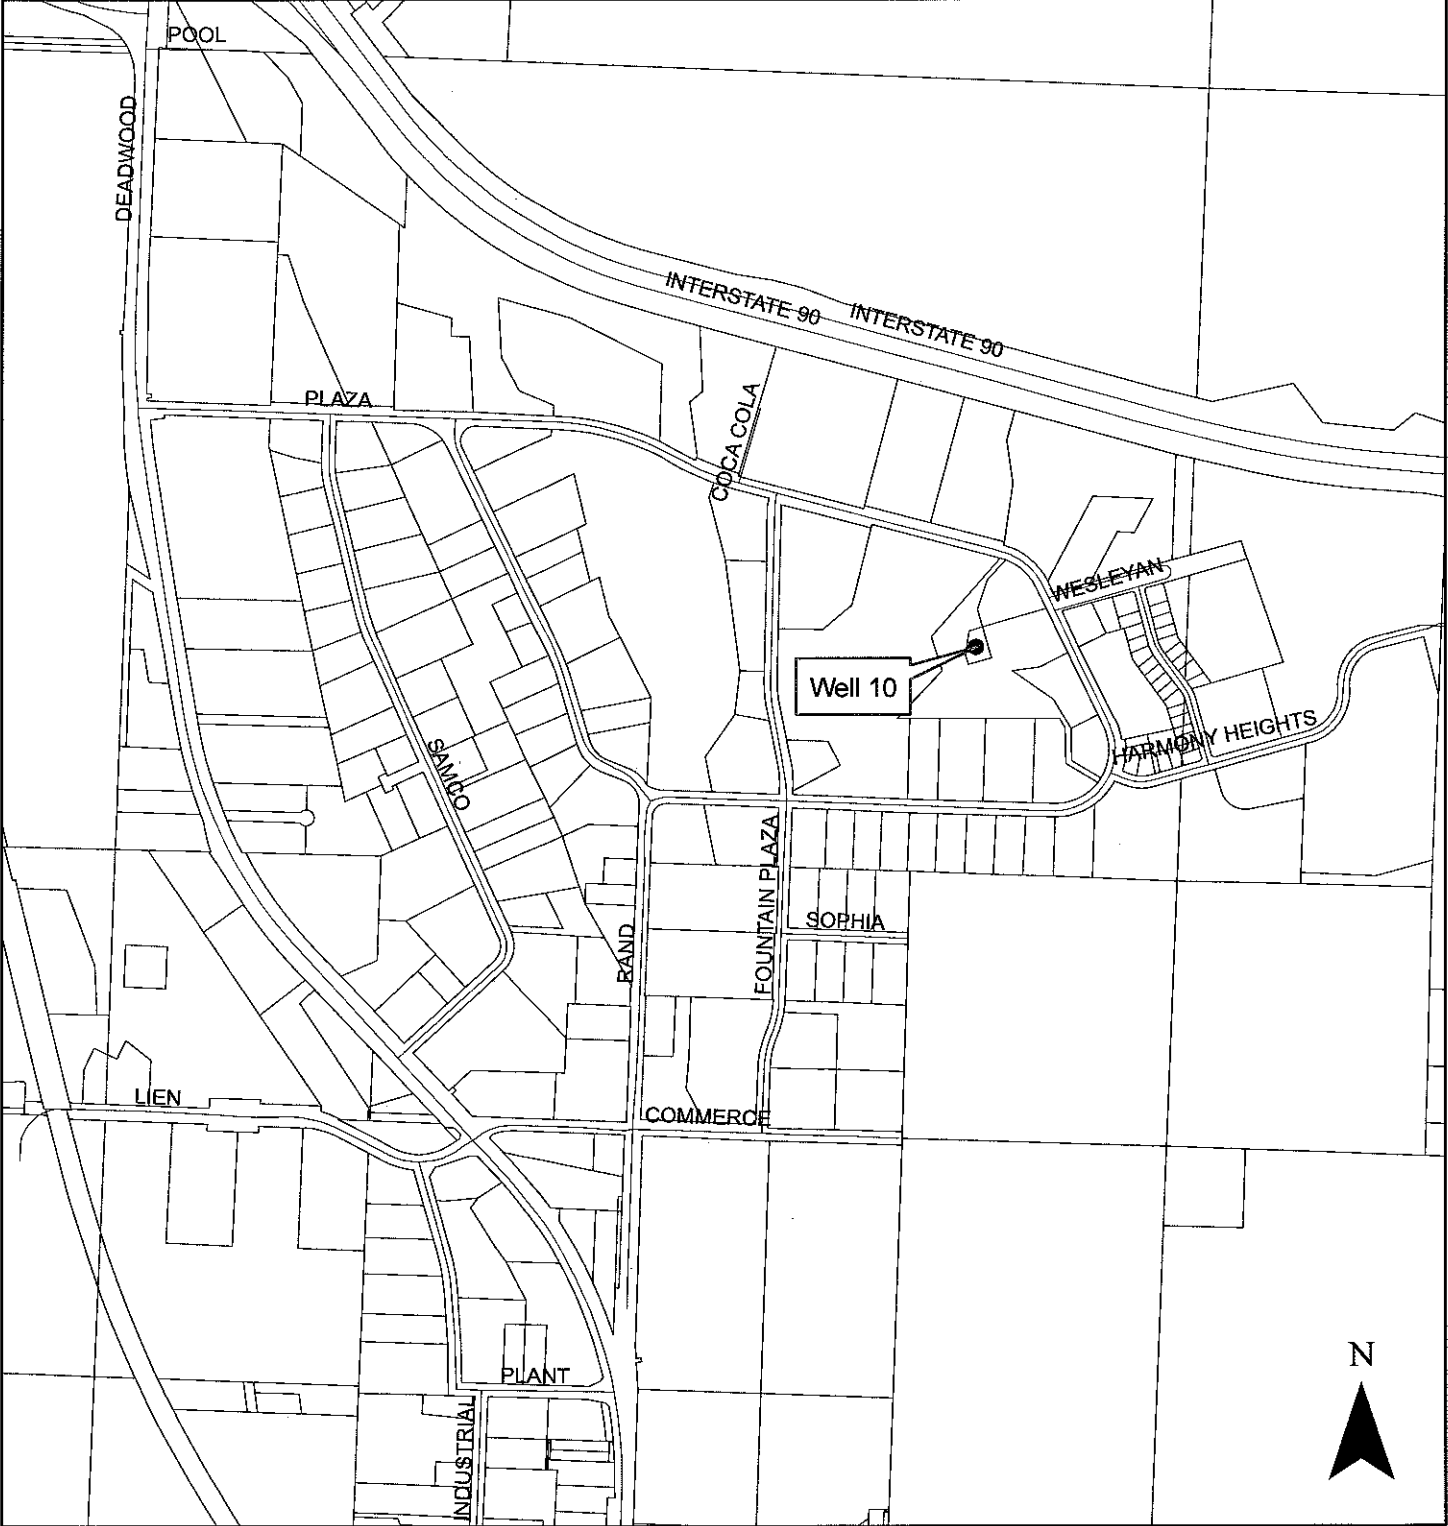 POOL
DEADWOOD
INTERSTATE 90
INTERSTATE 90
PLAZA
COCA COLA
WESLEYAN
Well 10
HARMONY HEIGHTS
SAMCO
FOUNTAIN PLAZA
SOPHIA
RAND
LIEN
COMMERCE
N
PLANT
INDUSTRIAL